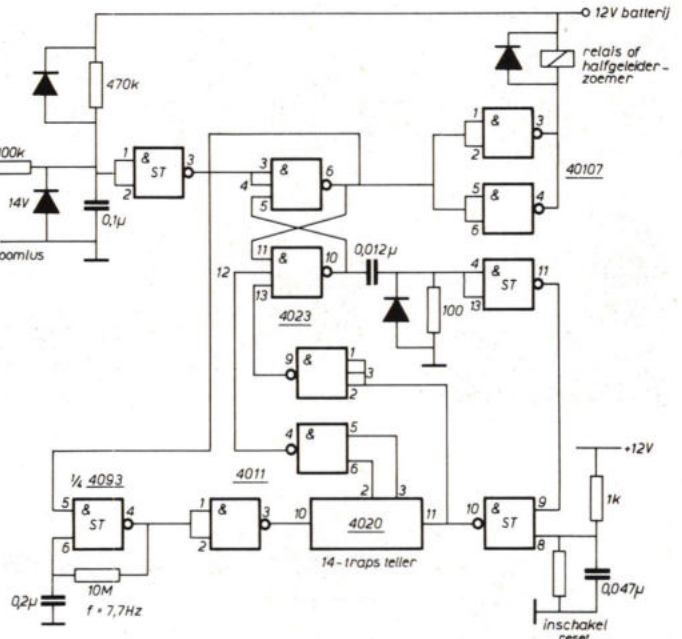 12V batterij
relais of
halfgeleider-
zoemer
470k
00k
14V
0,1µ
oomlus
1
2
&
ST
3
3
4
5
&
6
1
2
&
3
5
6
&
4
40107
11
12
13
&
10
4023
0,012µ
100
4
13
&
ST
11
9
&
1
3
2
4
&
5
6
¼ 4093
5
6
&
ST
4
10M
0,2µ
f = 7,7Hz
4011
1
2
&
3
10
2
3
11
4020
14-traps teller
10
&
ST
9
8
+12V
1k
0,047µ
inschakel
reset